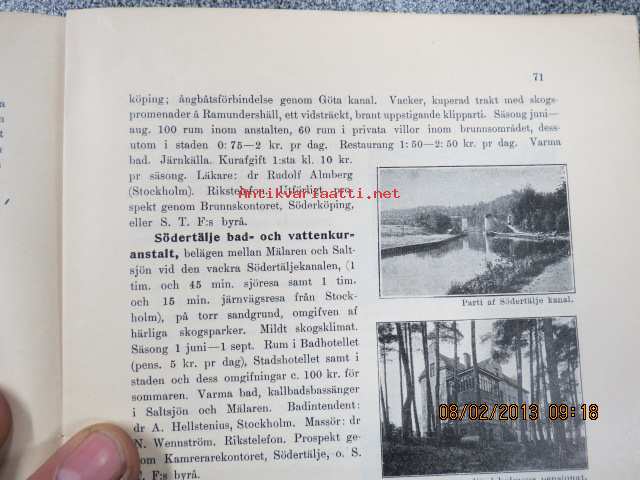 71
köping; ångbåtsförbindelse genom Göta kanal. Vacker, kuperad trakt med skogs-
promenader å Ramundershäll, ett vidsträckt, brant uppstigande klipparti. Säsong juni—
aug. 100 rum inom anstalten, 60 rum i privata villor inom brunnsområdet, dess-
utom i staden 0:75—2 kr. pr dag. Restaurang 1:50—2:50 kr. pr dag. Varma
bad. Järnkälla. Kurafgift 1:sta kl. 10 kr.
pr säsong. Läkare: dr Rudolf Almberg
(Stockholm). Rikstelefon. Utförligt pro-
spekt genom Brunnskontoret, Söderköping,
eller S. T. F:s byrå.
Södertälje bad- och vattenkur-
anstalt, belägen mellan Mälaren och Salt-
sjön vid den vackra Södertäljekanalen, (1
tim. och 45 min. sjöresa samt 1 tim.
och 15 min. järnvägsresa från Stock-
holm), på torr sandgrund, omgifven af
härliga skogsparker. Mildt skogsklimat.
Säsong 1 juni—1 sept. Rum i Badhotellet
(pens. 5 kr. pr dag), Stadshotellet samt i
staden och dess omgifningar c. 100 kr. för
sommaren. Varma bad, kallbadsbassänger
i Saltsjön och Mälaren. Badintendent:
dr A. Hellstenius, Stockholm. Massör: dr
N. Wennström. Rikstelefon. Prospekt ge-
nom Kamrerarekontoret, Södertälje, o. S.
T. F:s byrå.
Parti af Södertälje kanal.
pensionat.
Antikvariaatti.net
08/02/2013 09:18